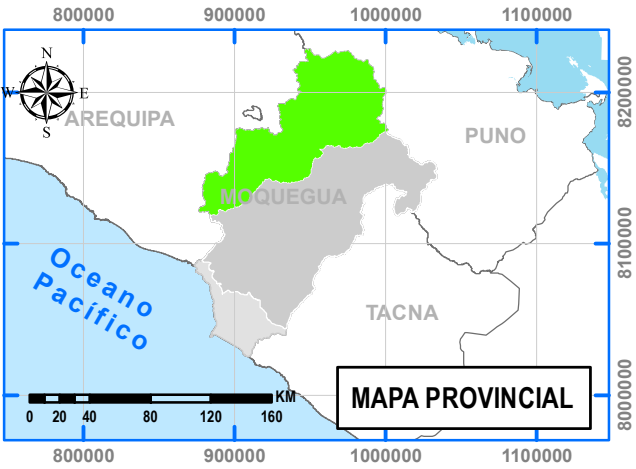 800000 900000 1000000 1100000
N
W E
S
8200000
AREQUIPA
PUNO
MOQUEGUA
8100000
Oceano
Pacífico
TACNA
8000000
KM
0 20 40 80 120 160
MAPA PROVINCIAL
800000 900000 1000000 1100000